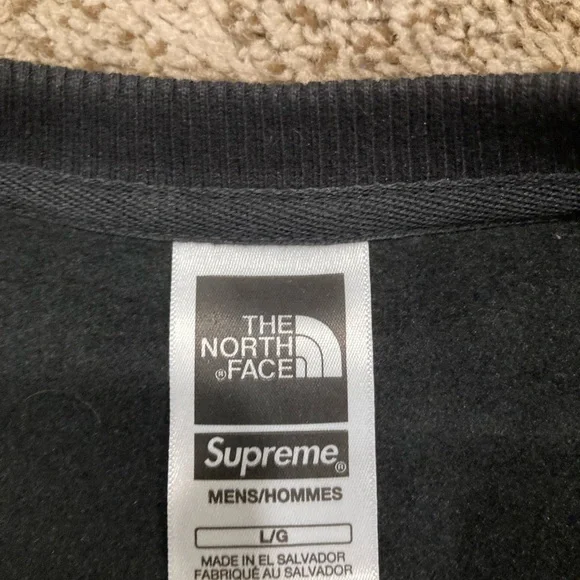 THE
NORTH
®FACE
Supreme®
MENS/HOMMES
L/G
MADE IN EL SALVADOR
FABRIQUÉ AU SALVADOR